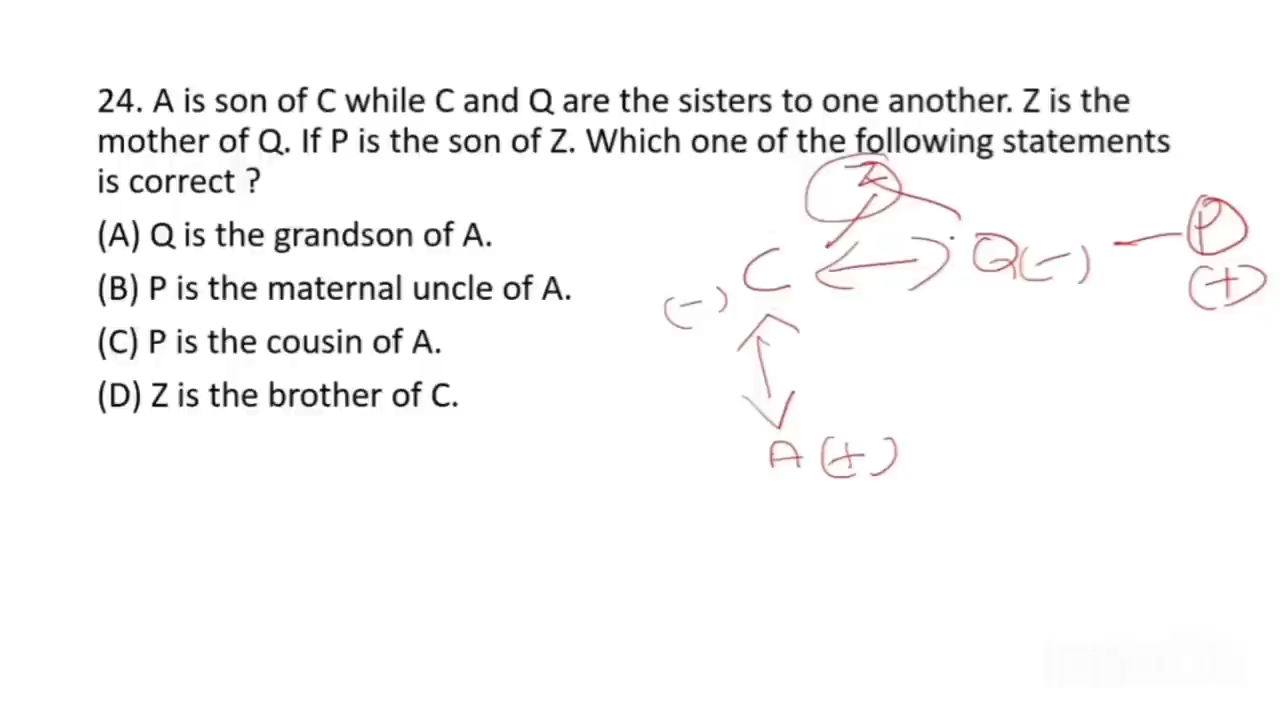 24. A is son of C while C and Q are the sisters to one another. Z is the
mother of Q. If P is the son of Z. Which one of the following statements
is correct ?
(A) Q is the grandson of A.
(B) P is the maternal uncle of A.
(C) P is the cousin of A.
(D) Z is the brother of C.
Z
C Q(-) P
(-) (+)
A (+)